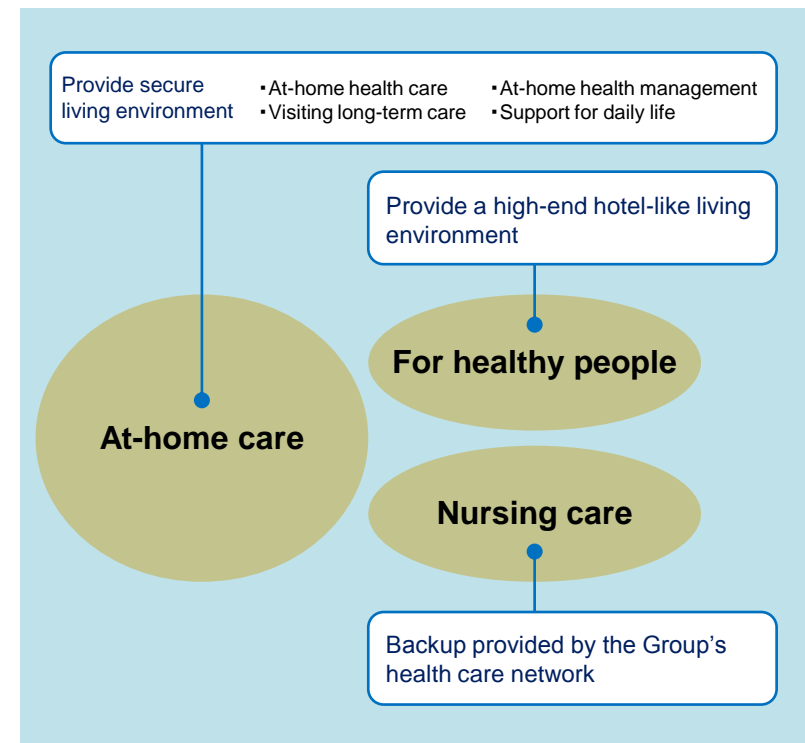 Provide secure
living environment
・At-home health care
・Visiting long-term care
・At-home health management
・Support for daily life
Provide a high-end hotel-like living
environment
For healthy people
At-home care
Nursing care
Backup provided by the Group’s
health care network